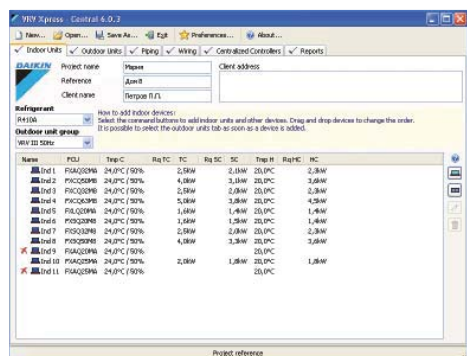 VRV Xpress - Central 6.0.3
New... Open... Save As... Exit Preferences... About...
Indoor Units Outdoor Units Piping Wiring Centralized Controllers Reports
DAIKIN Project name Мария Client address
Reference Дом 8
Client name Петров П.П.
Refrigerant
R410A
Outdoor unit group
VRV III 50Hz
How to add indoor devices:
Select the command buttons to add indoor units and other devices. Drag and drop devices to change the order.
It is possible to select the outdoor units tab as soon as a device is added.
Name FCU Tmp C Rq TC TC Rq SC SC Tmp H Rq HC HC
Ind 1 FXAQ32MA 24,0°C / 50% 2,5kW 2,1kW 20,0°C 2,3kW
Ind 2 FXCQ50M8 24,0°C / 50% 4,0kW 3,1kW 20,0°C 3,6kW
Ind 3 FXCQ32M8 24,0°C / 50% 2,5kW 2,0kW 20,0°C 2,3kW
Ind 4 FXCQ63M8 24,0°C / 50% 5,0kW 3,8kW 20,0°C 4,5kW
Ind 5 FXLQ20MA 24,0°C / 50% 1,6kW 1,4kW 20,0°C 1,4kW
Ind 6 FXSQ20M8 24,0°C / 50% 1,6kW 1,5kW 20,0°C 1,4kW
Ind 7 FXSQ32M8 24,0°C / 50% 2,5kW 2,0kW 20,0°C 2,3kW
Ind 8 FXSQ50M8 24,0°C / 50% 4,0kW 3,3kW 20,0°C 3,6kW
Ind 9 FXAQ20MA 24,0°C / 50% 20,0°C
Ind 10 FXAQ25MA 24,0°C / 50% 2,0kW 1,8kW 20,0°C 1,8kW
Ind 11 FXAQ25MA 24,0°C / 50% 20,0°C
Project reference